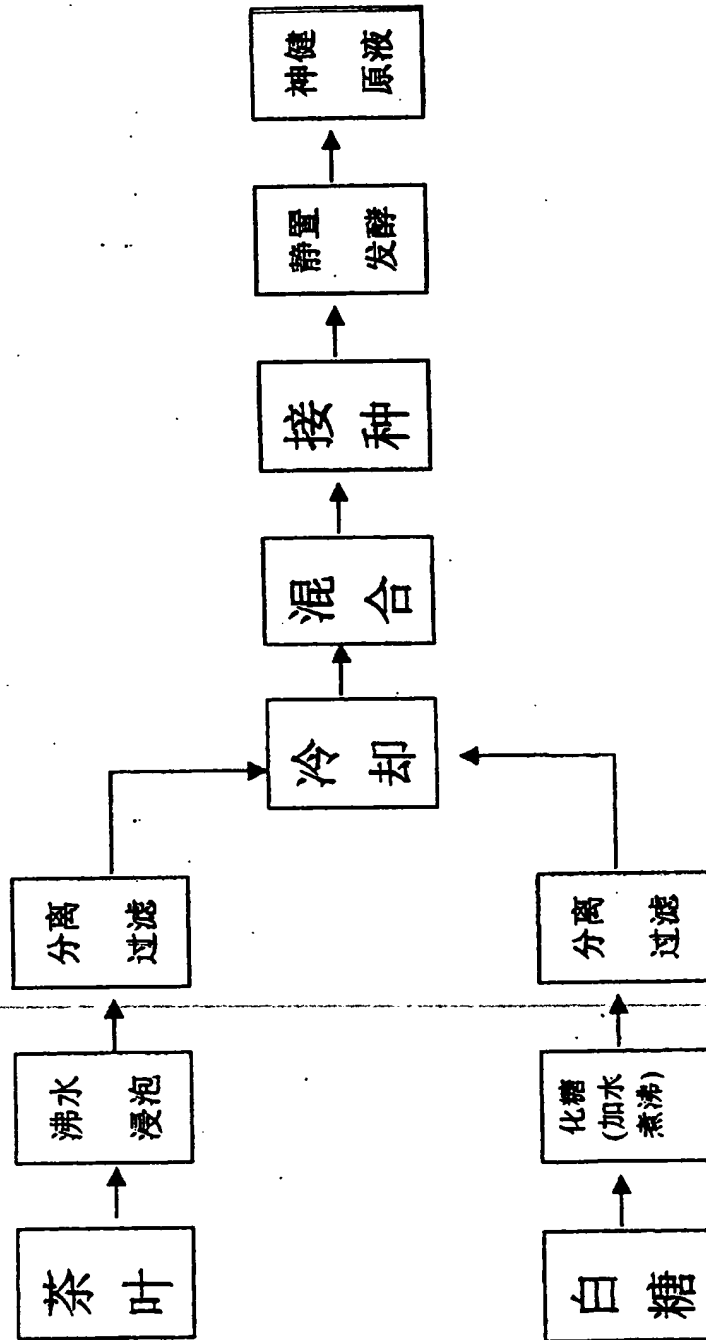 茶叶
沸水
浸泡
分离
过滤
白糖
化糖
(加水
煮沸)
分离
过滤
冷却
混合
接种
静置
发酵
神健
原液